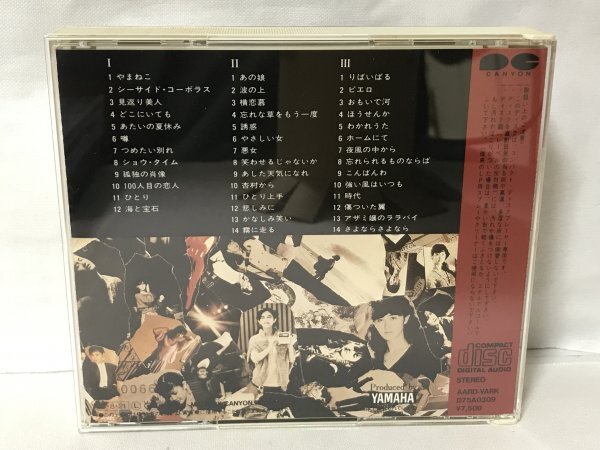 I
1 やまねこ
2 シーサイド・コーポラス
3 見返り美人
4 どこにいても
5 あたいの夏休み
6 噂
7 つめたい別れ
8 ショウ・タイム
9 孤独の肖像
10 100人目の恋人
11 ひとり
12 海と宝石
II
1 あの娘
2 波の上
3 横恋慕
4 忘れな草をもう一度
5 誘惑
6 やさしい女
7 悪女
8 笑わせるじゃないか
9 あした天気になれ
10 杏村から
11 ひとり上手
12 悲しみに
13 かなしみ笑い
14 霧に走る
III
1 りばいばる
2 ピエロ
3 おもいで河
4 ほうせんか
5 わかれうた
6 ホームにて
7 夜風の中から
8 忘れられるものならば
9 こんばんわ
10 強い風はいつも
11 時代
12 傷ついた翼
13 アザミ嬢のララバイ
14 さよならさよなら
CANYON
COMPACT
disc
DIGITAL AUDIO
STEREO
AARD-VARK
D75A0309
¥7,500
Produced by
YAMAHA
0066
CANYON